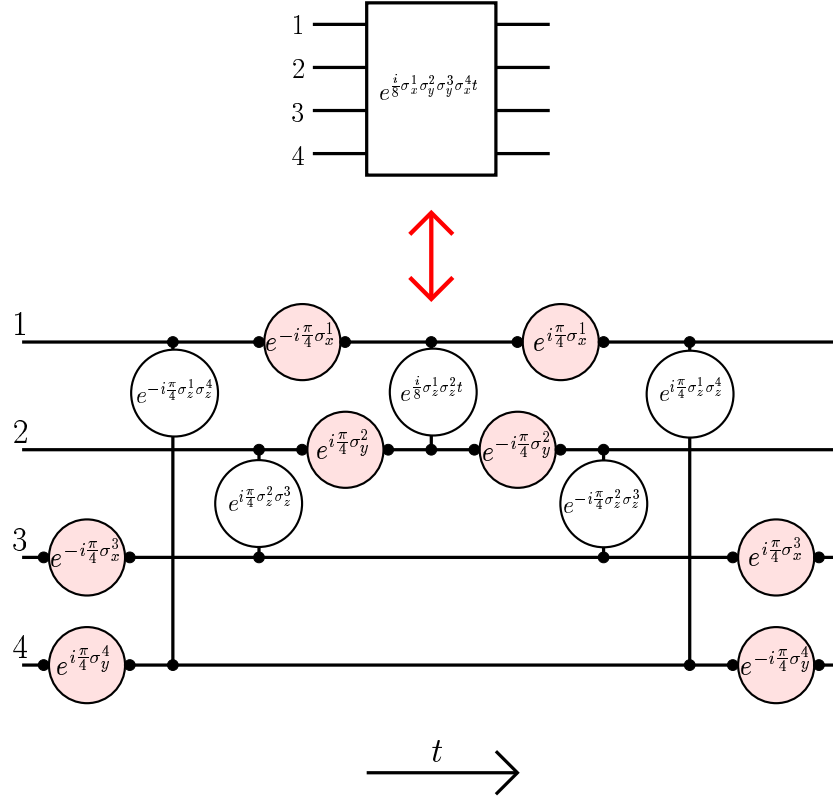 1
2
3
4
$e^{\frac{i}{8}\sigma_x^1\sigma_y^2\sigma_y^3\sigma_x^4t}$
1
$e^{-i\frac{\pi}{4}\sigma_x^1}$
$e^{i\frac{\pi}{4}\sigma_x^1}$
$e^{-i\frac{\pi}{4}\sigma_z^1\sigma_z^4}$
$e^{\frac{i}{8}\sigma_z^1\sigma_z^2t}$
$e^{i\frac{\pi}{4}\sigma_z^1\sigma_z^4}$
2
$e^{i\frac{\pi}{4}\sigma_y^2}$
$e^{-i\frac{\pi}{4}\sigma_y^2}$
$e^{i\frac{\pi}{4}\sigma_z^2\sigma_z^3}$
$e^{-i\frac{\pi}{4}\sigma_z^2\sigma_z^3}$
3
$e^{-i\frac{\pi}{4}\sigma_x^3}$
$e^{i\frac{\pi}{4}\sigma_x^3}$
4
$e^{i\frac{\pi}{4}\sigma_y^4}$
$e^{-i\frac{\pi}{4}\sigma_y^4}$
t